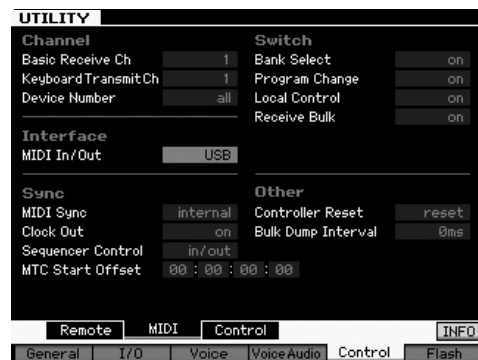 UTILITY
Channel
Basic Receive Ch 1
Keyboard TransmitCh 1
Device Number all
Interface
MIDI In/Out USB
Sync
MIDI Sync internal
Clock Out on
Sequencer Control in/out
MTC Start Offset 00 : 00 : 00 : 00
Switch
Bank Select on
Program Change on
Local Control on
Receive Bulk on
Other
Controller Reset reset
Bulk Dump Interval 0ms
Remote MIDI Control INFO
General I/O Voice Voice Audio Control Flash